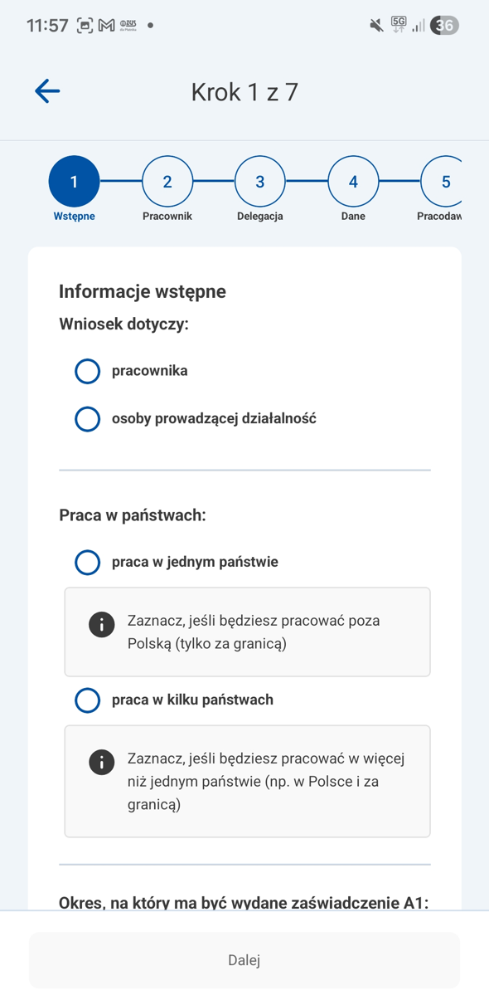 11:57
ZUS
5G
36
Krok 1 z 7
1
2
3
4
5
Wstępne
Pracownik
Delegacja
Dane
Pracodaw
Informacje wstępne
Wniosek dotyczy:
pracownika
osoby prowadzącej działalność
Praca w państwach:
praca w jednym państwie
Zaznacz, jeśli będziesz pracować poza
Polską (tylko za granicą)
praca w kilku państwach
Zaznacz, jeśli będziesz pracować w więcej
niż jednym państwie (np. w Polsce i za
granicą)
Okres, na który ma być wydane zaświadczenie A1:
Dalej